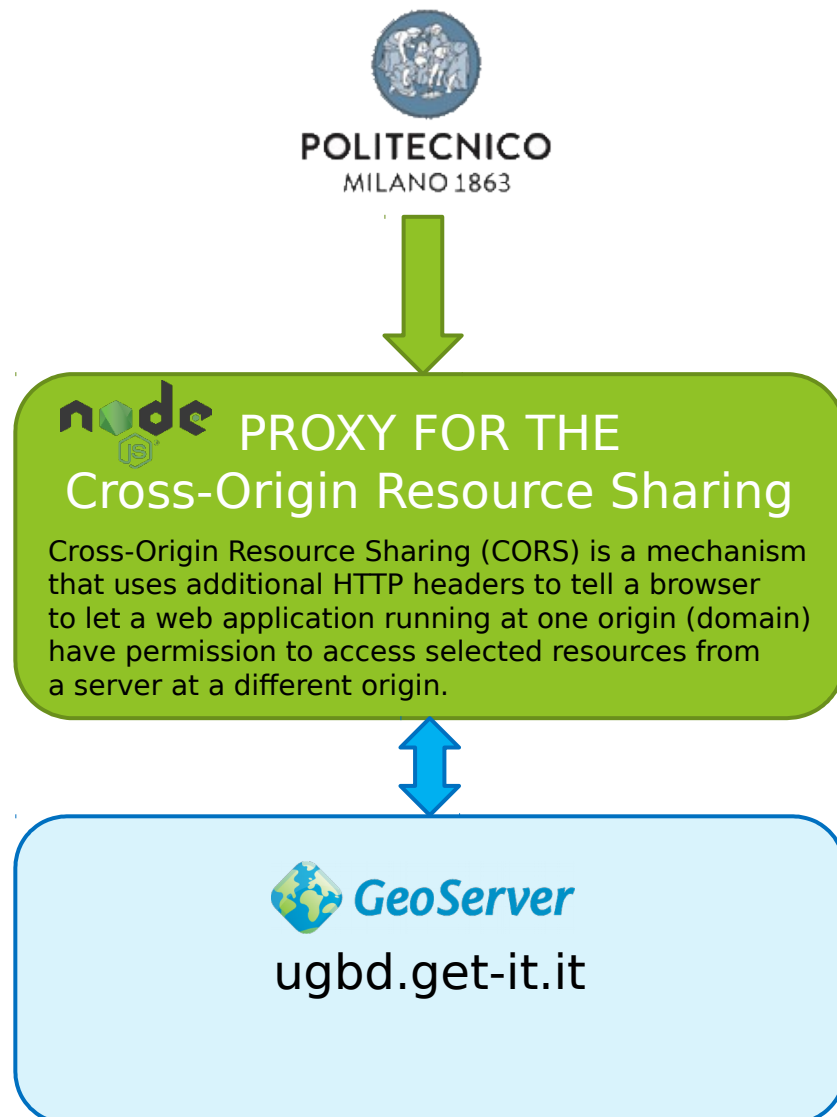 POLITECNICO
MILANO 1863
node
JS
PROXY FOR THE
Cross-Origin Resource Sharing
Cross-Origin Resource Sharing (CORS) is a mechanism
that uses additional HTTP headers to tell a browser
to let a web application running at one origin (domain)
have permission to access selected resources from
a server at a different origin.
GeoServer
ugbd.get-it.it